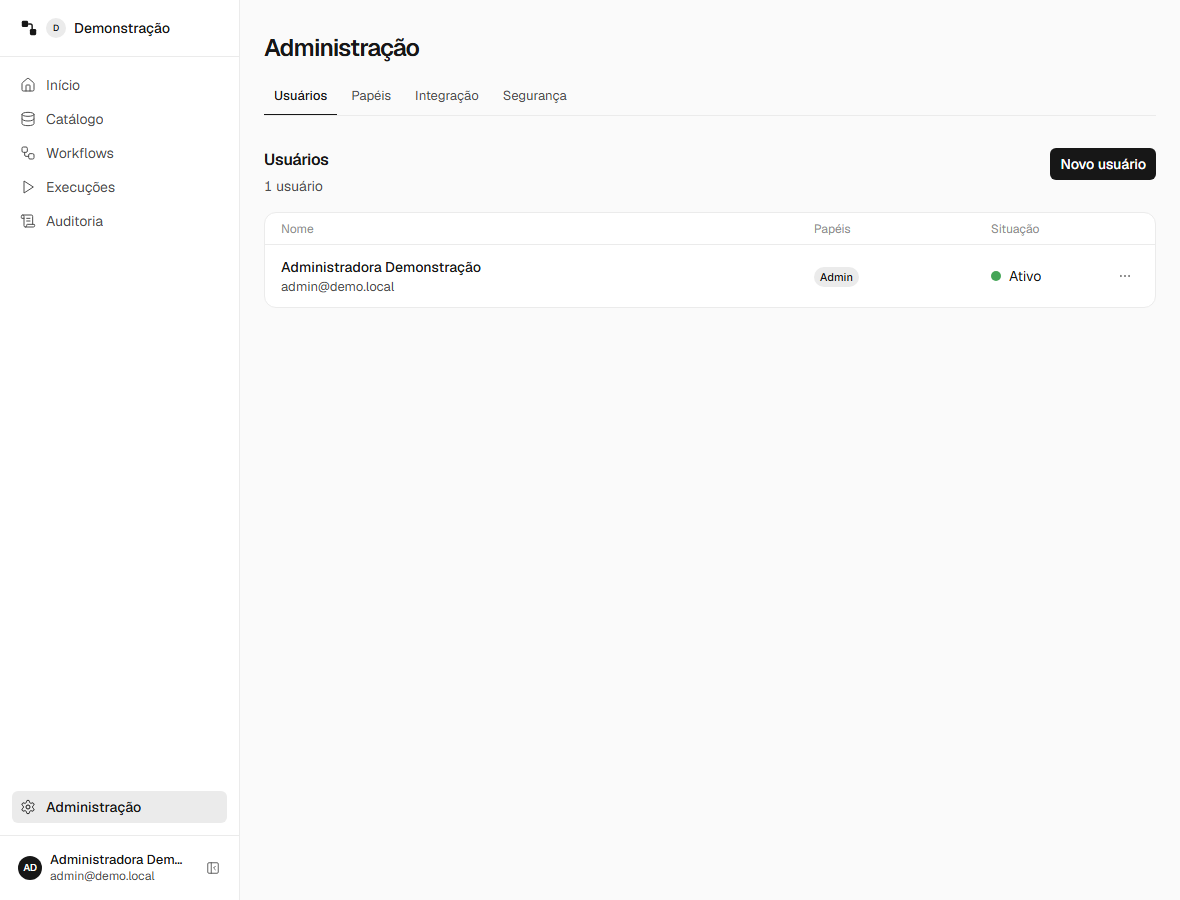 D Demonstração
Início
Catálogo
Workflows
Execuções
Auditoria
Administração
AD
Administradora Dem...
admin@demo.local
Administração
Usuários Papéis Integração Segurança
Usuários
1 usuário
Novo usuário
Nome Papéis Situação
Administradora Demonstração
admin@demo.local
Admin
Ativo